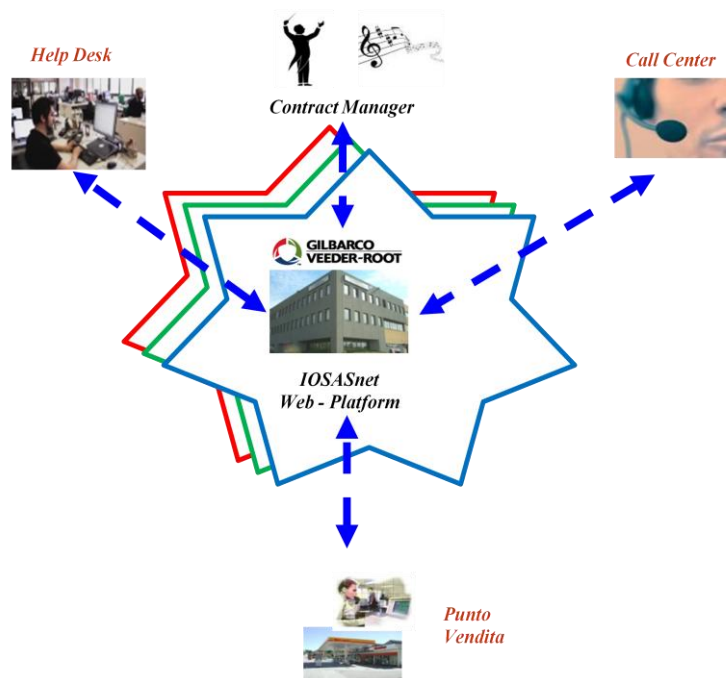 Help Desk
Call Center
Contract Manager
GILBARCO
VEEDER-ROOT
IOSASnet
Web - Platform
Punto
Vendita